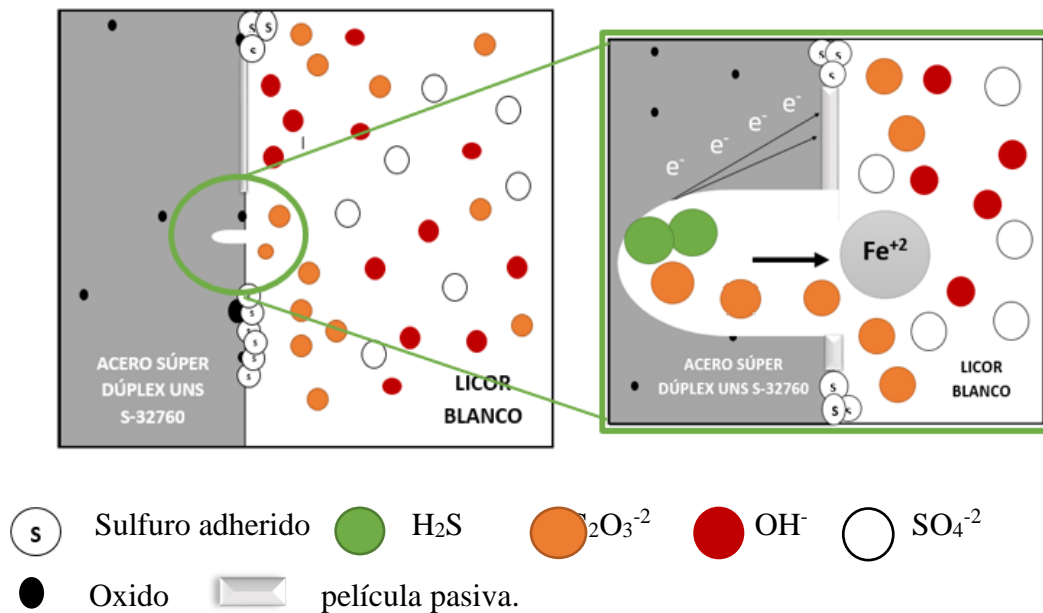 ACERO SÚPER
DÚPLEX UNS
S-32760
LICOR
BLANCO
S
S
S
S
S
S
S
S
S
e-
e-
e-
e-
Fe+2
S
S
S
ACERO SÚPER
DÚPLEX UNS S-32760
LICOR
BLANCO
S
S
S
S Sulfuro adherido H₂S ₂O₃⁻² OH⁻ SO₄⁻²
Oxido película pasiva.